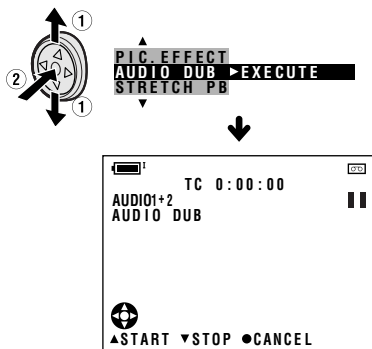 1
2
1
PIC.EFFECT
AUDIO DUB ►EXECUTE
STRETCH PB
I
TC 0:00:00
AUDIO1+2
AUDIO DUB
▲START ▼STOP ●CANCEL